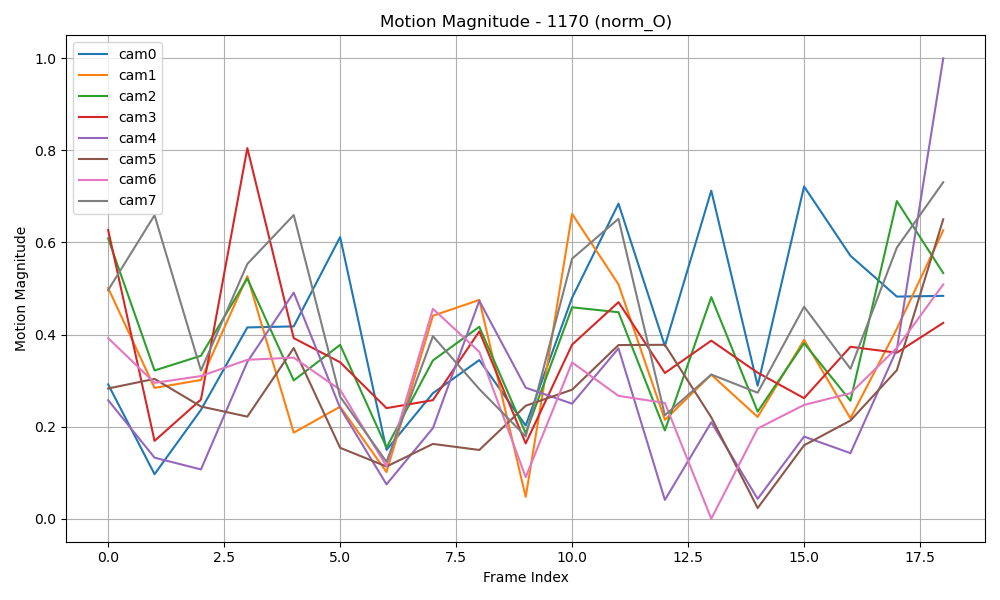 Motion Magnitude - 1170 (norm_O)
cam0
cam1
cam2
cam3
cam4
cam5
cam6
cam7
Motion Magnitude
1.0
0.8
0.6
0.4
0.2
0.0
0.0 2.5 5.0 7.5 10.0 12.5 15.0 17.5
Frame Index